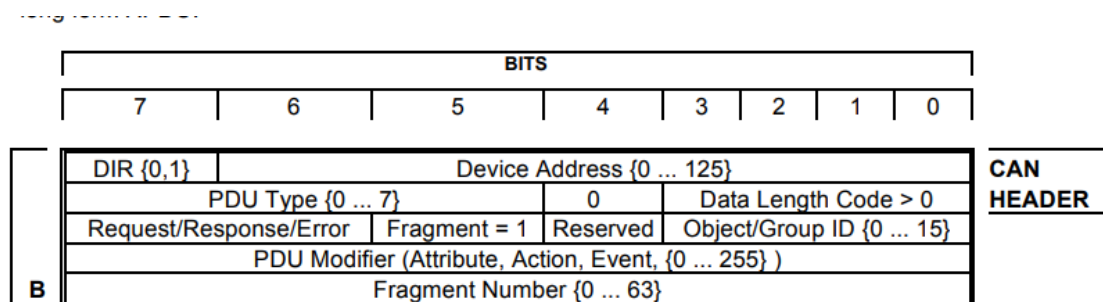 BITS
7 6 5 4 3 2 1 0
DIR {0,1} Device Address {0 ... 125} CAN
PDU Type {0 ... 7} 0 Data Length Code > 0 HEADER
Request/Response/Error Fragment = 1 Reserved Object/Group ID {0 ... 15}
PDU Modifier (Attribute, Action, Event, {0 ... 255} )
B Fragment Number {0 ... 63}